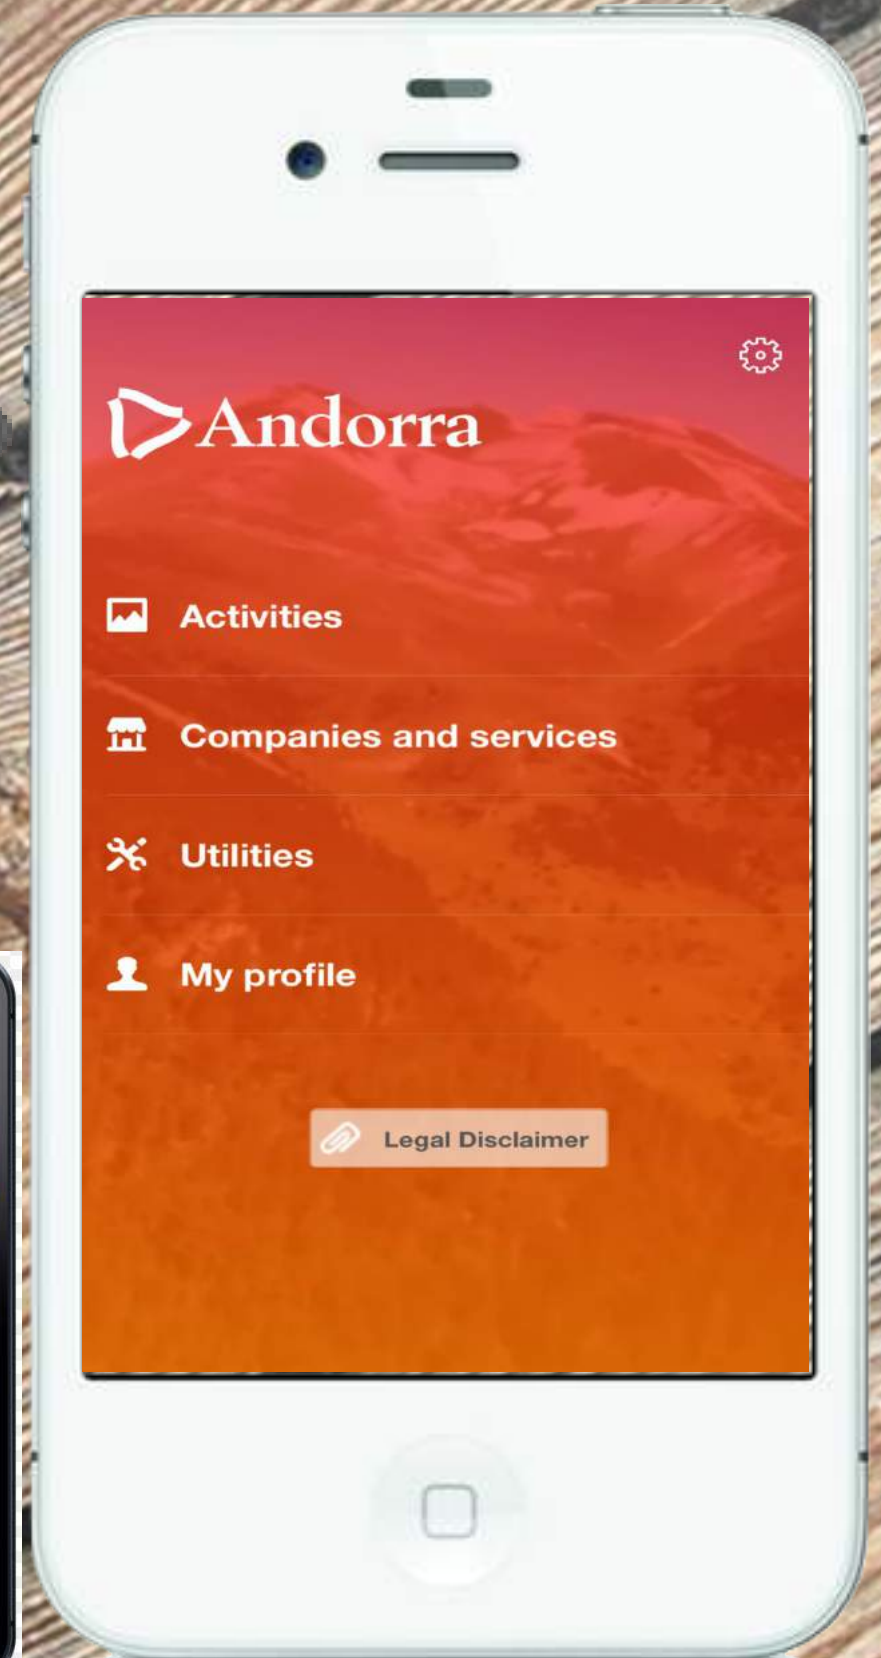 Andorra
Activities
Companies and services
Utilities
My profile
Legal Disclaimer